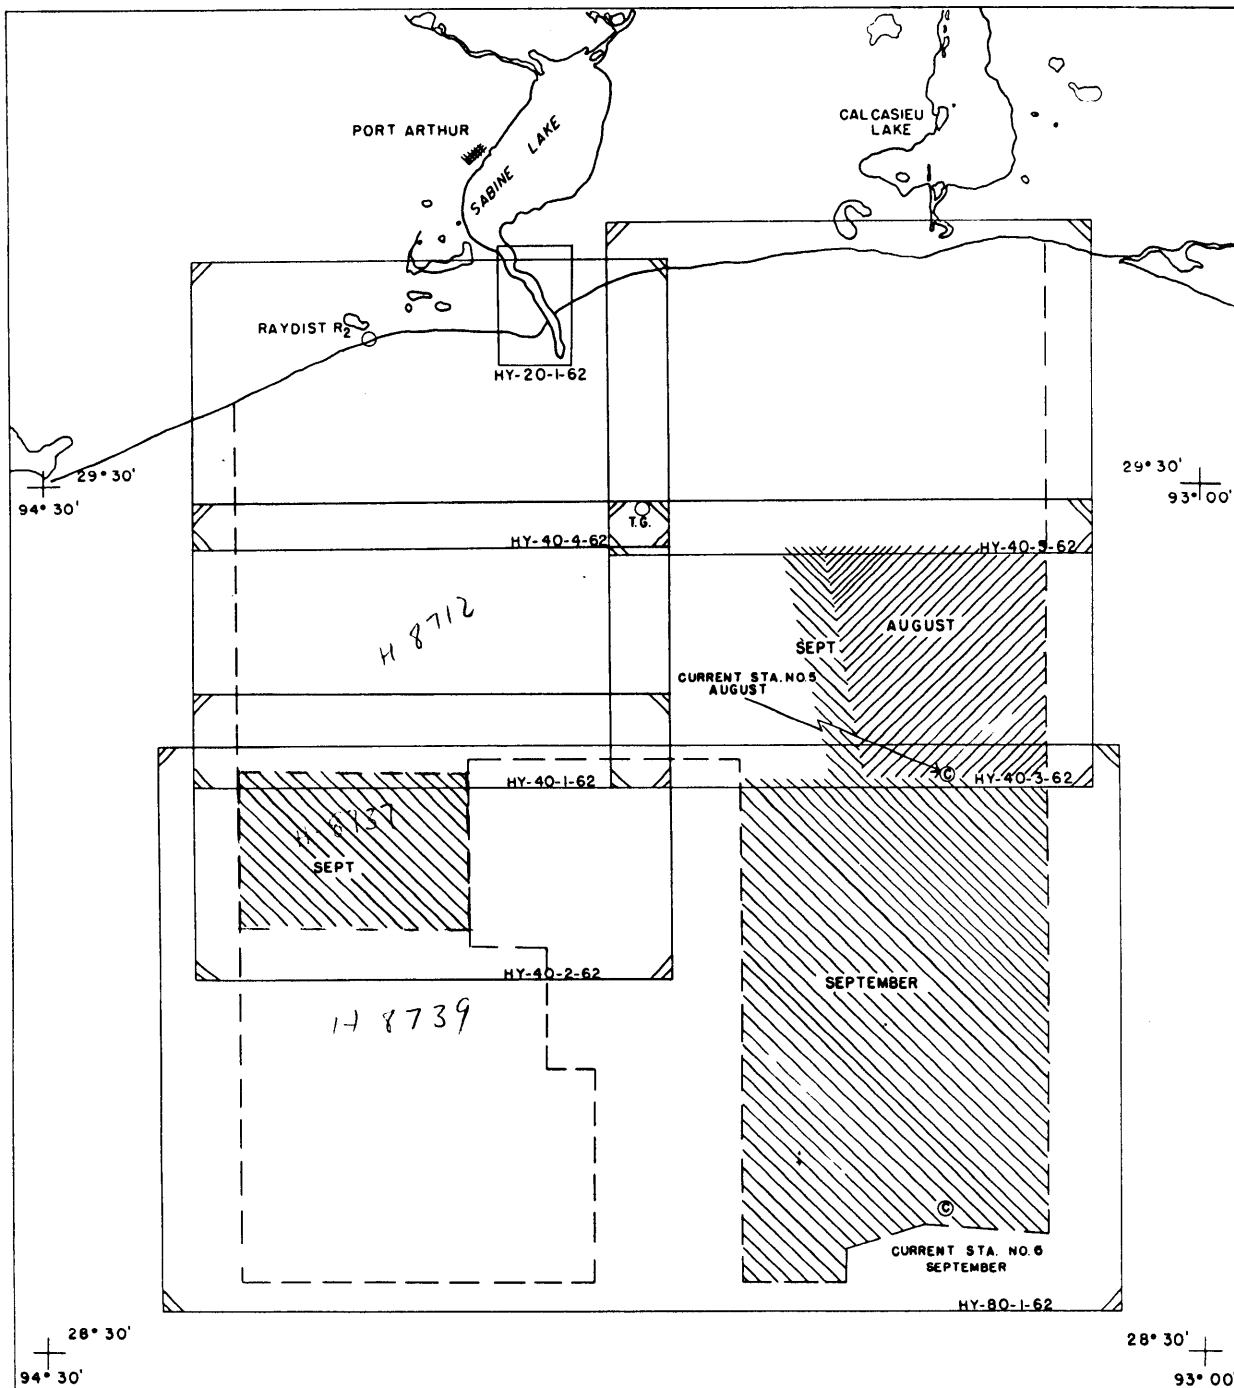 PORT ARTHUR
SABINE LAKE
CALCASIEU
LAKE
RAYDIST R2
HY-20-1-62
29° 30'
94° 30'
29° 30'
93° 00'
T.G.
HY-40-4-62
HY-40-5-62
H 8712
AUGUST
SEPT
CURRENT STA. NO.5
AUGUST
C
HY-40-1-62
HY-40-3-62
H-8737
SEPT
HY-40-2-62
SEPTEMBER
H 8739
C
CURRENT STA. NO. 6
SEPTEMBER
HY-80-1-62
28° 30'
94° 30'
28° 30'
93° 00'